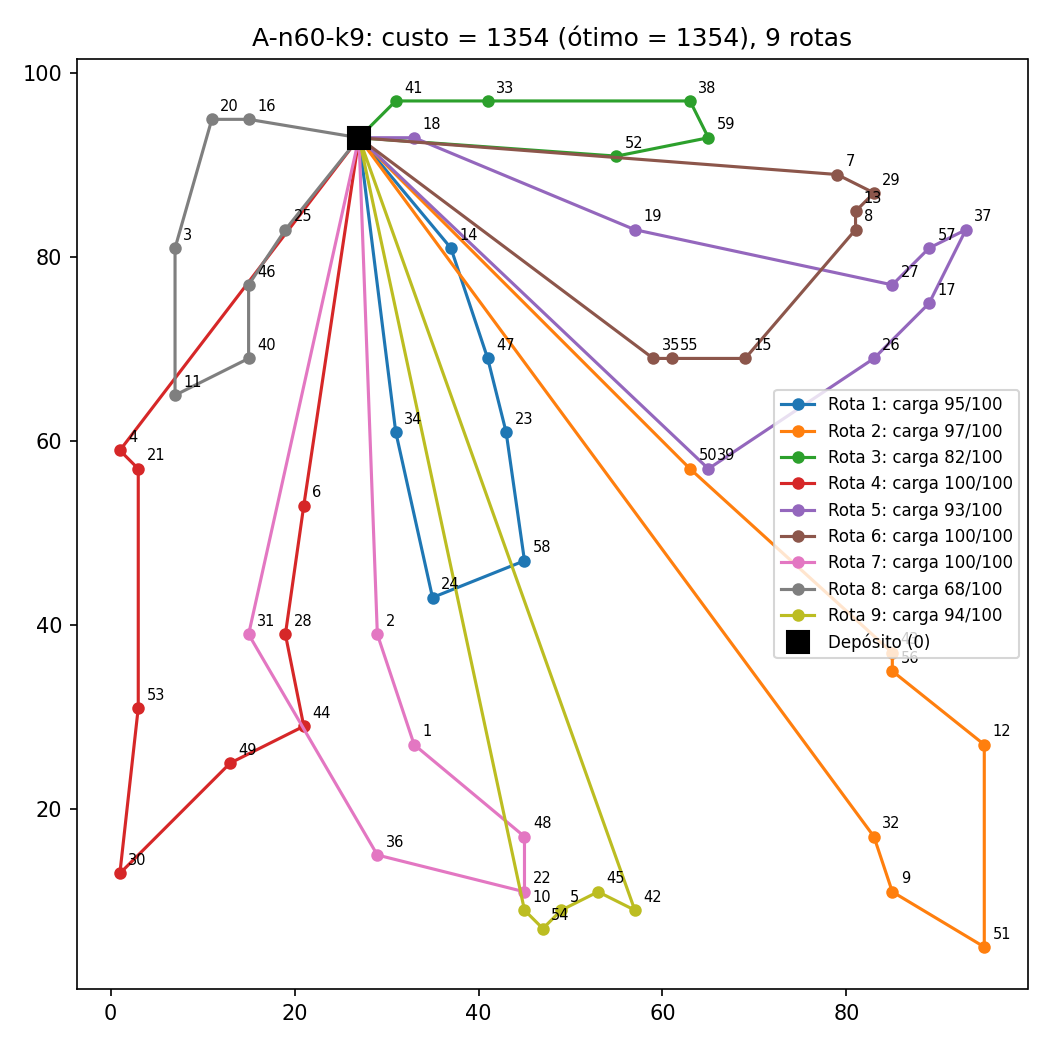 A-n60-k9: custo = 1354 (ótimo = 1354), 9 rotas
100
80
60
40
20
0 20 40 60 80
41 33 38
20 16
18 59
52
7
29
13
8
3 25 14 19 37
57
46 27
17
40 47 35 55 15 26
11
4 34 23
21 50 39
6
58
24
31 28 2
56
53 44
49 1 12
48 32
30 36
22 45 9
10 5 42
54
51
Rota 1: carga 95/100
Rota 2: carga 97/100
Rota 3: carga 82/100
Rota 4: carga 100/100
Rota 5: carga 93/100
Rota 6: carga 100/100
Rota 7: carga 100/100
Rota 8: carga 68/100
Rota 9: carga 94/100
Depósito (0)